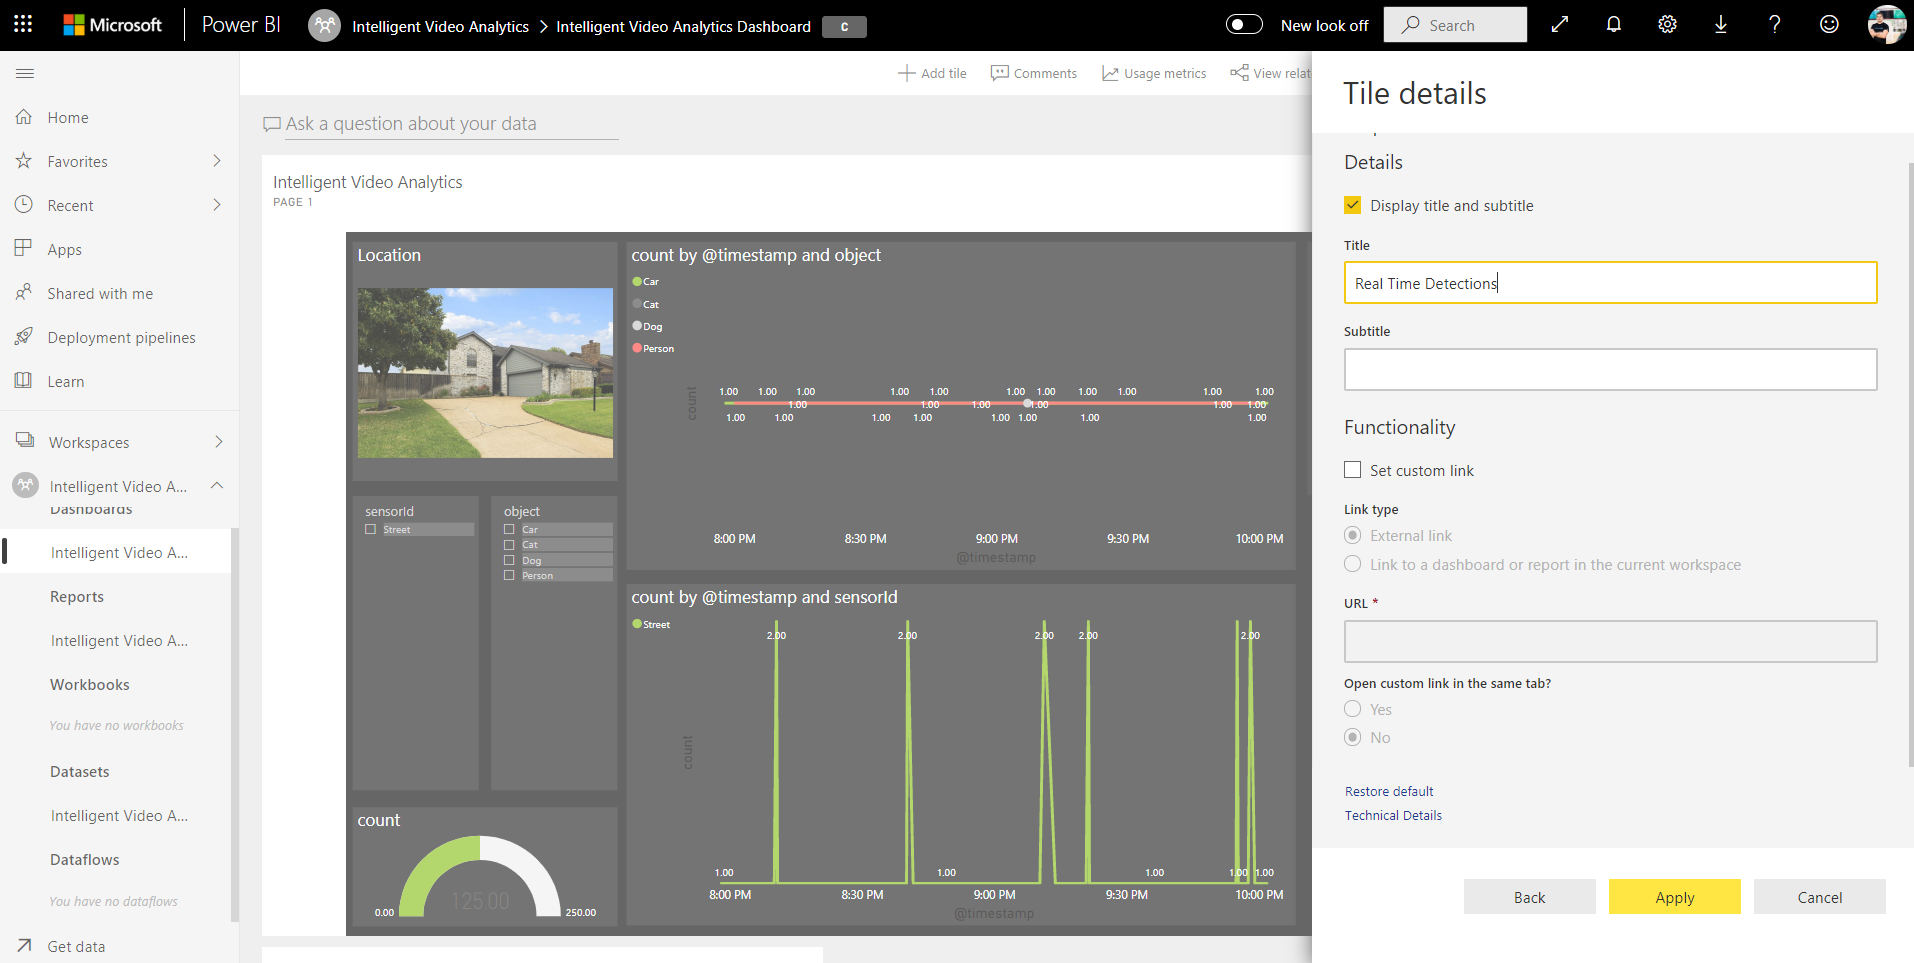 Microsoft
Power BI
Intelligent Video Analytics
Intelligent Video Analytics Dashboard
C
New look off
Search
Home
Favorites
Recent
Apps
Shared with me
Deployment pipelines
Learn
Workspaces
Intelligent Video A...
Dashboards
Intelligent Video A...
Reports
Intelligent Video A...
Workbooks
You have no workbooks
Datasets
Intelligent Video A...
Dataflows
You have no dataflows
Get data
Add tile
Comments
Usage metrics
View relat
Ask a question about your data
Intelligent Video Analytics
PAGE 1
Location
sensorId
Street
object
Car
Cat
Dog
Person
count
0.00
125.00
250.00
count by @timestamp and object
Car
Cat
Dog
Person
count
1.00 1.00 1.00 1.00 1.00 1.00 1.00 1.00 1.00 1.00 1.00
1.00 1.00 1.00 1.00 1.00 1.00
1.00 1.00 1.00 1.00 1.00 1.00 1.00 1.00
8:00 PM 8:30 PM 9:00 PM 9:30 PM 10:00 PM
@timestamp
count by @timestamp and sensorId
Street
2.00 2.00 2.00 2.00 2.00
count
1.00 1.00 1.00 1.00 1.00
8:00 PM 8:30 PM 9:00 PM 9:30 PM 10:00 PM
@timestamp
Tile details
Details
Display title and subtitle
Title
Real Time Detections
Subtitle
Functionality
Set custom link
Link type
External link
Link to a dashboard or report in the current workspace
URL *
Open custom link in the same tab?
Yes
No
Restore default
Technical Details
Back
Apply
Cancel